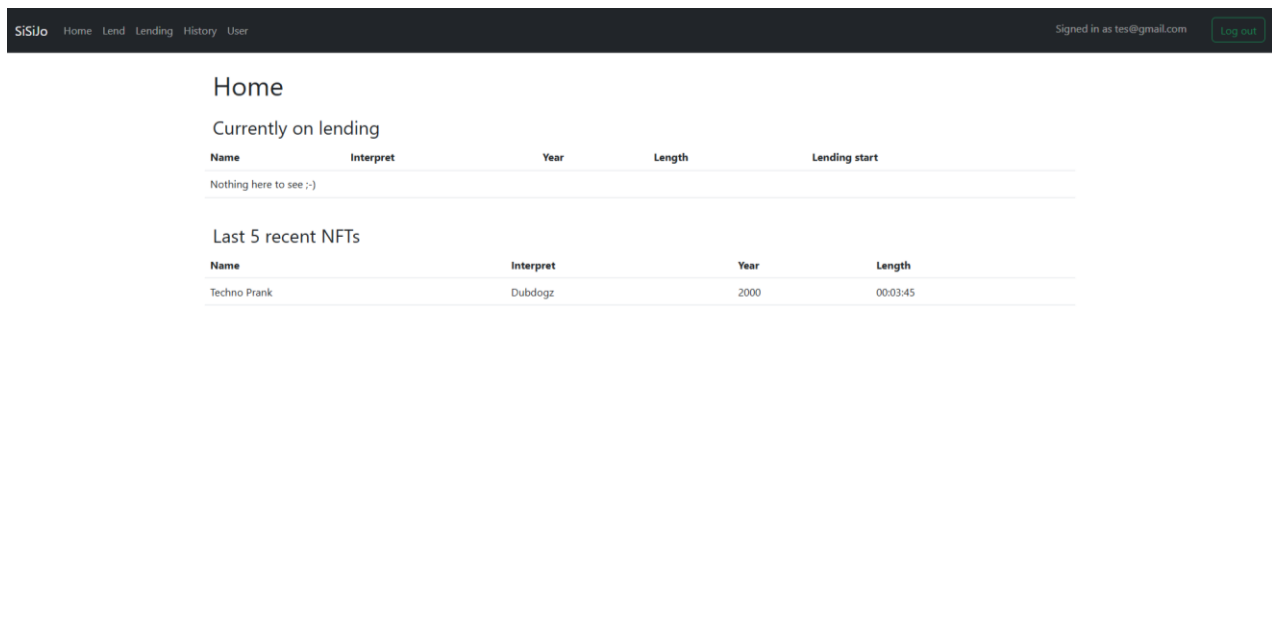 SiSiJo Home Lend Lending History User Signed in as tes@gmail.com Log out
Home
Currently on lending
Name Interpret Year Length Lending start
Nothing here to see ;-)
Last 5 recent NFTs
Name Interpret Year Length
Techno Prank Dubdogz 2000 00:03:45